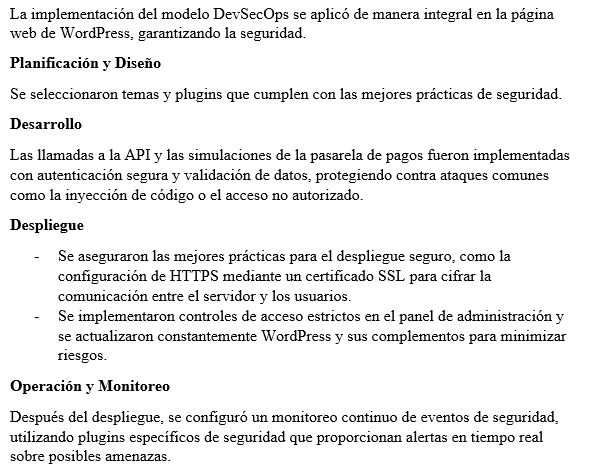 La implementación del modelo DevSecOps se aplicó de manera integral en la página
web de WordPress, garantizando la seguridad.
Planificación y Diseño
Se seleccionaron temas y plugins que cumplen con las mejores prácticas de seguridad.
Desarrollo
Las llamadas a la API y las simulaciones de la pasarela de pagos fueron implementadas
con autenticación segura y validación de datos, protegiendo contra ataques comunes
como la inyección de código o el acceso no autorizado.
Despliegue
- Se aseguraron las mejores prácticas para el despliegue seguro, como la
configuración de HTTPS mediante un certificado SSL para cifrar la
comunicación entre el servidor y los usuarios.
- Se implementaron controles de acceso estrictos en el panel de administración y
se actualizaron constantemente WordPress y sus complementos para minimizar
riesgos.
Operación y Monitoreo
Después del despliegue, se configuró un monitoreo continuo de eventos de seguridad,
utilizando plugins específicos de seguridad que proporcionan alertas en tiempo real
sobre posibles amenazas.